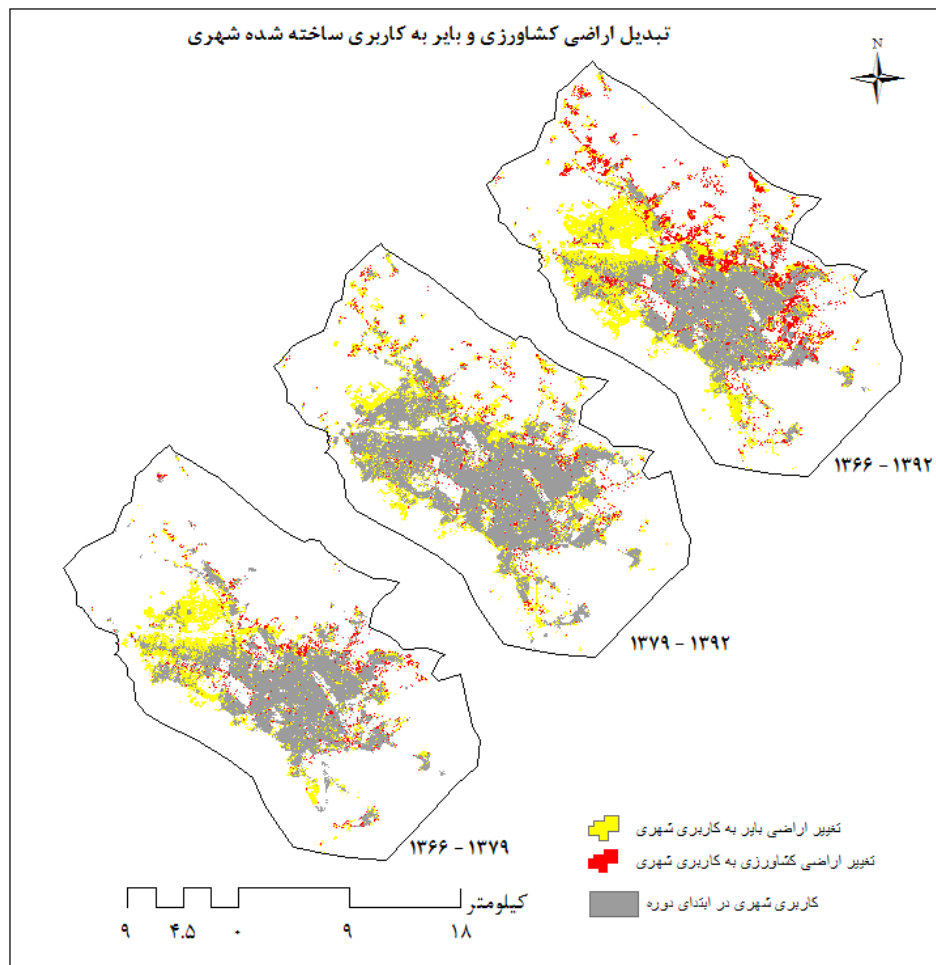 تبدیل اراضی کشاورزی و بایر به کاربری ساخته شده شهری
N
۱۳۶۶ - ۱۳۹۲
۱۳۷۹ - ۱۳۹۲
۱۳۶۶ - ۱۳۷۹
تغییر اراضی بایر به کاربری شهری
تغییر اراضی کشاورزی به کاربری شهری
کاربری شهری در ابتدای دوره
کیلومتر
۹ ۴.۵ ۰ ۹ ۱۸